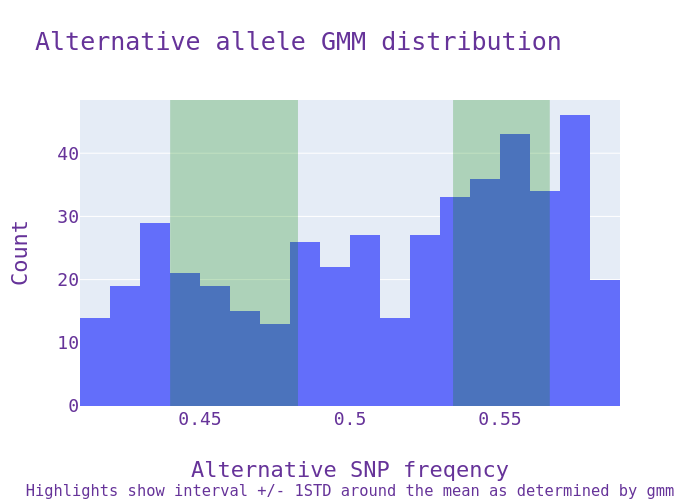 Alternative allele GMM distribution
40
30
20
10
0
Count
0.45
0.5
0.55
Alternative SNP freqency
Highlights show interval +/- 1STD around the mean as determined by gmm